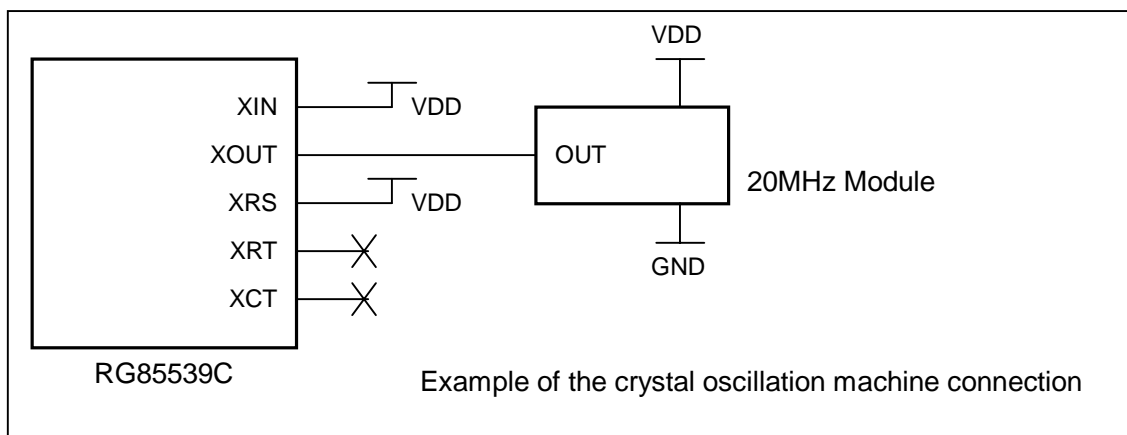 VDD
XIN
VDD
XOUT
OUT
20MHz Module
XRS
VDD
XRT
GND
XCT
RG85539C
Example of the crystal oscillation machine connection